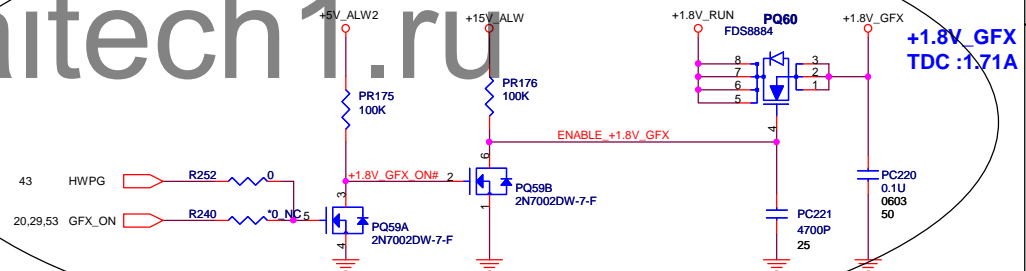 aitech1.ru
+5V_ALW2
+15V_ALW
+1.8V_RUN
PQ60
FDS8884
+1.8V_GFX
+1.8V_GFX
TDC :1.71A
8
7
6
5
3
2
1
4
PR175
100K
PR176
100K
ENABLE_+1.8V_GFX
43
HWPG
R252
0
+1.8V_GFX_ON#
2
6
1
PQ59B
2N7002DW-7-F
20,29,53
GFX_ON
R240
*0_NC
5
3
4
PQ59A
2N7002DW-7-F
PC221
4700P
25
PC220
0.1U
0603
50